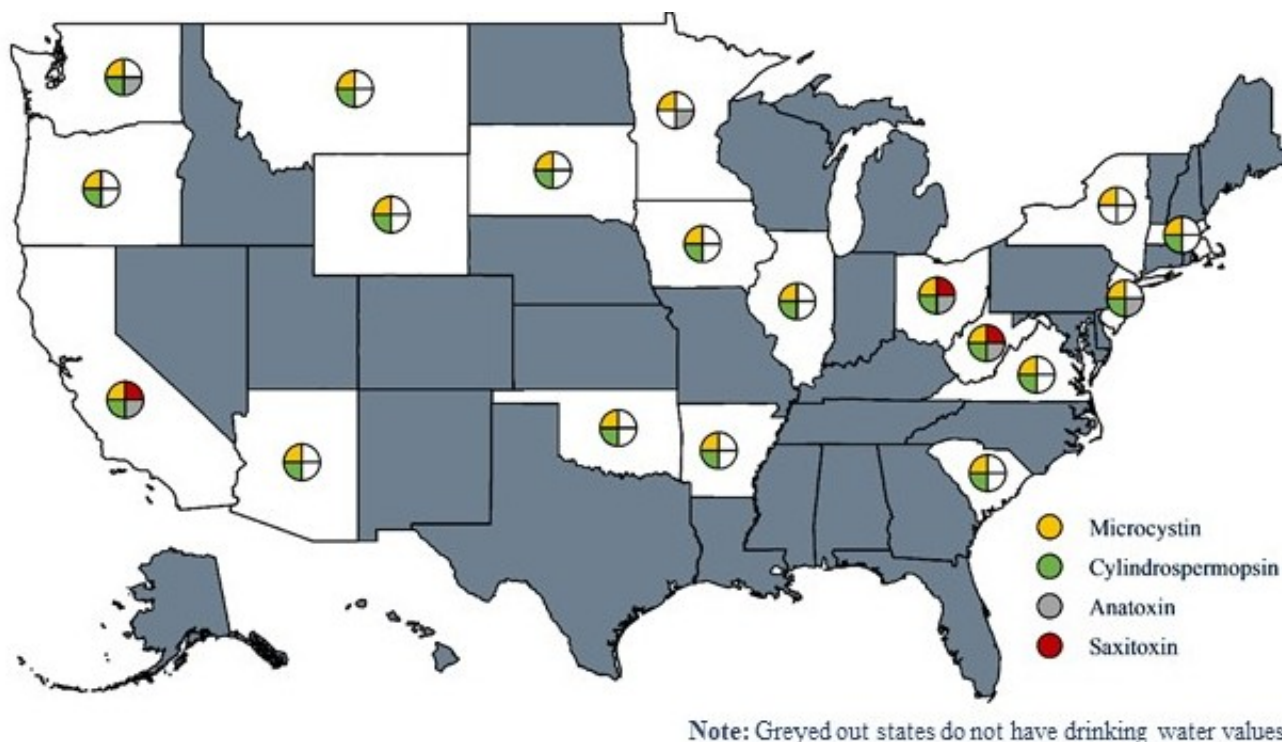 Microcystin
Cylindrospermopsin
Anatoxin
Saxitoxin
Note: Greyed out states do not have drinking water values